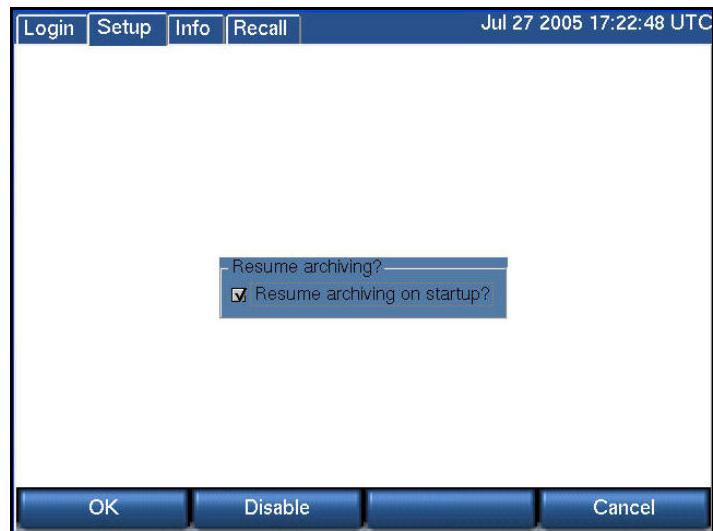 Login Setup Info Recall Jul 27 2005 17:22:48 UTC
Resume archiving?
Resume archiving on startup?
OK Disable Cancel